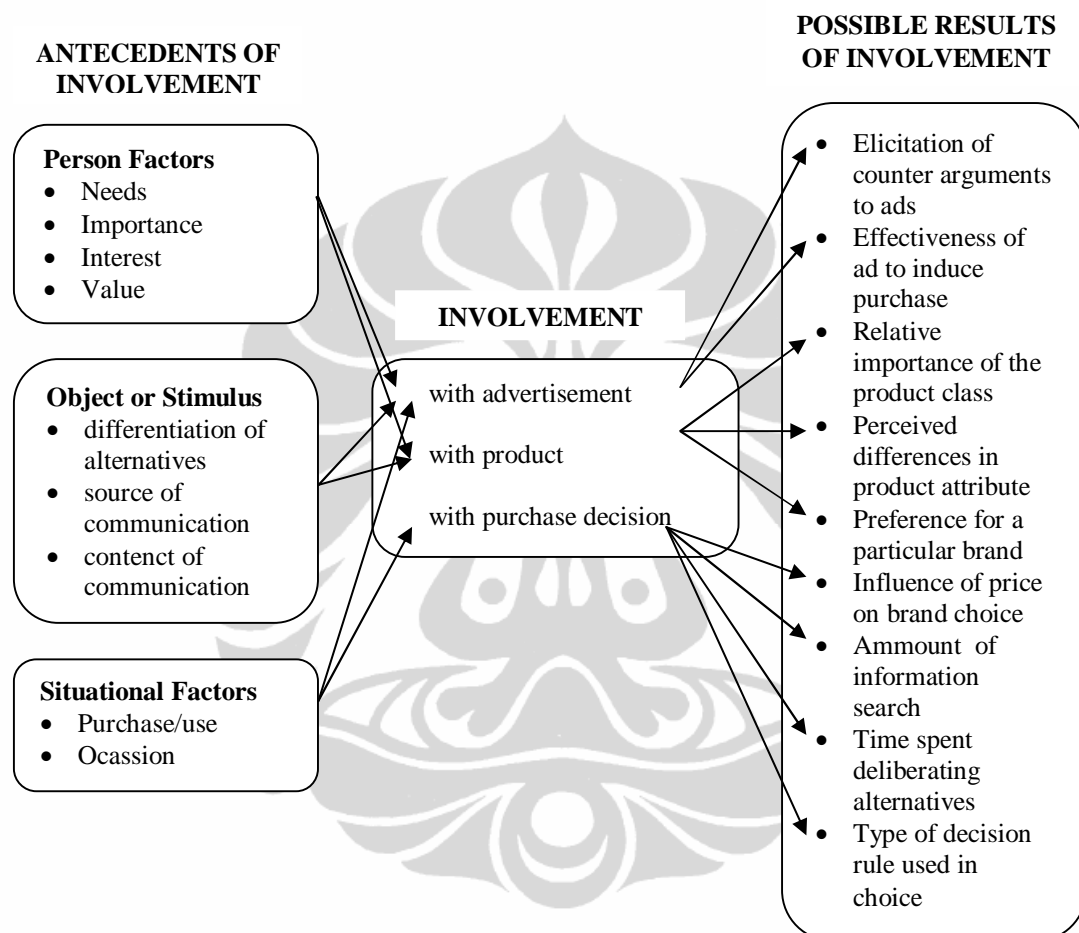 ANTECEDENTS OF
INVOLVEMENT
Person Factors
• Needs
• Importance
• Interest
• Value
Object or Stimulus
• differentiation of
alternatives
• source of
communication
• contenct of
communication
Situational Factors
• Purchase/use
• Ocassion
INVOLVEMENT
with advertisement
with product
with purchase decision
POSSIBLE RESULTS
OF INVOLVEMENT
• Elicitation of
counter arguments
to ads
• Effectiveness of
ad to induce
purchase
• Relative
importance of the
product class
• Perceived
differences in
product attribute
• Preference for a
particular brand
• Influence of price
on brand choice
• Ammount of
information
search
• Time spent
deliberating
alternatives
• Type of decision
rule used in
choice